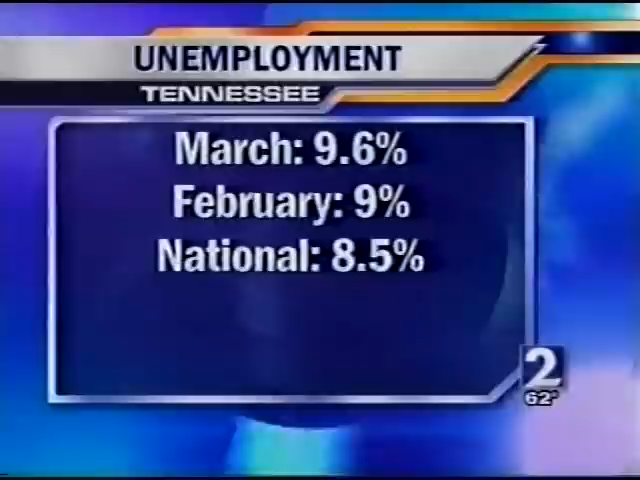 UNEMPLOYMENT
TENNESSEE
March: 9.6%
February: 9%
National: 8.5%
2
62°